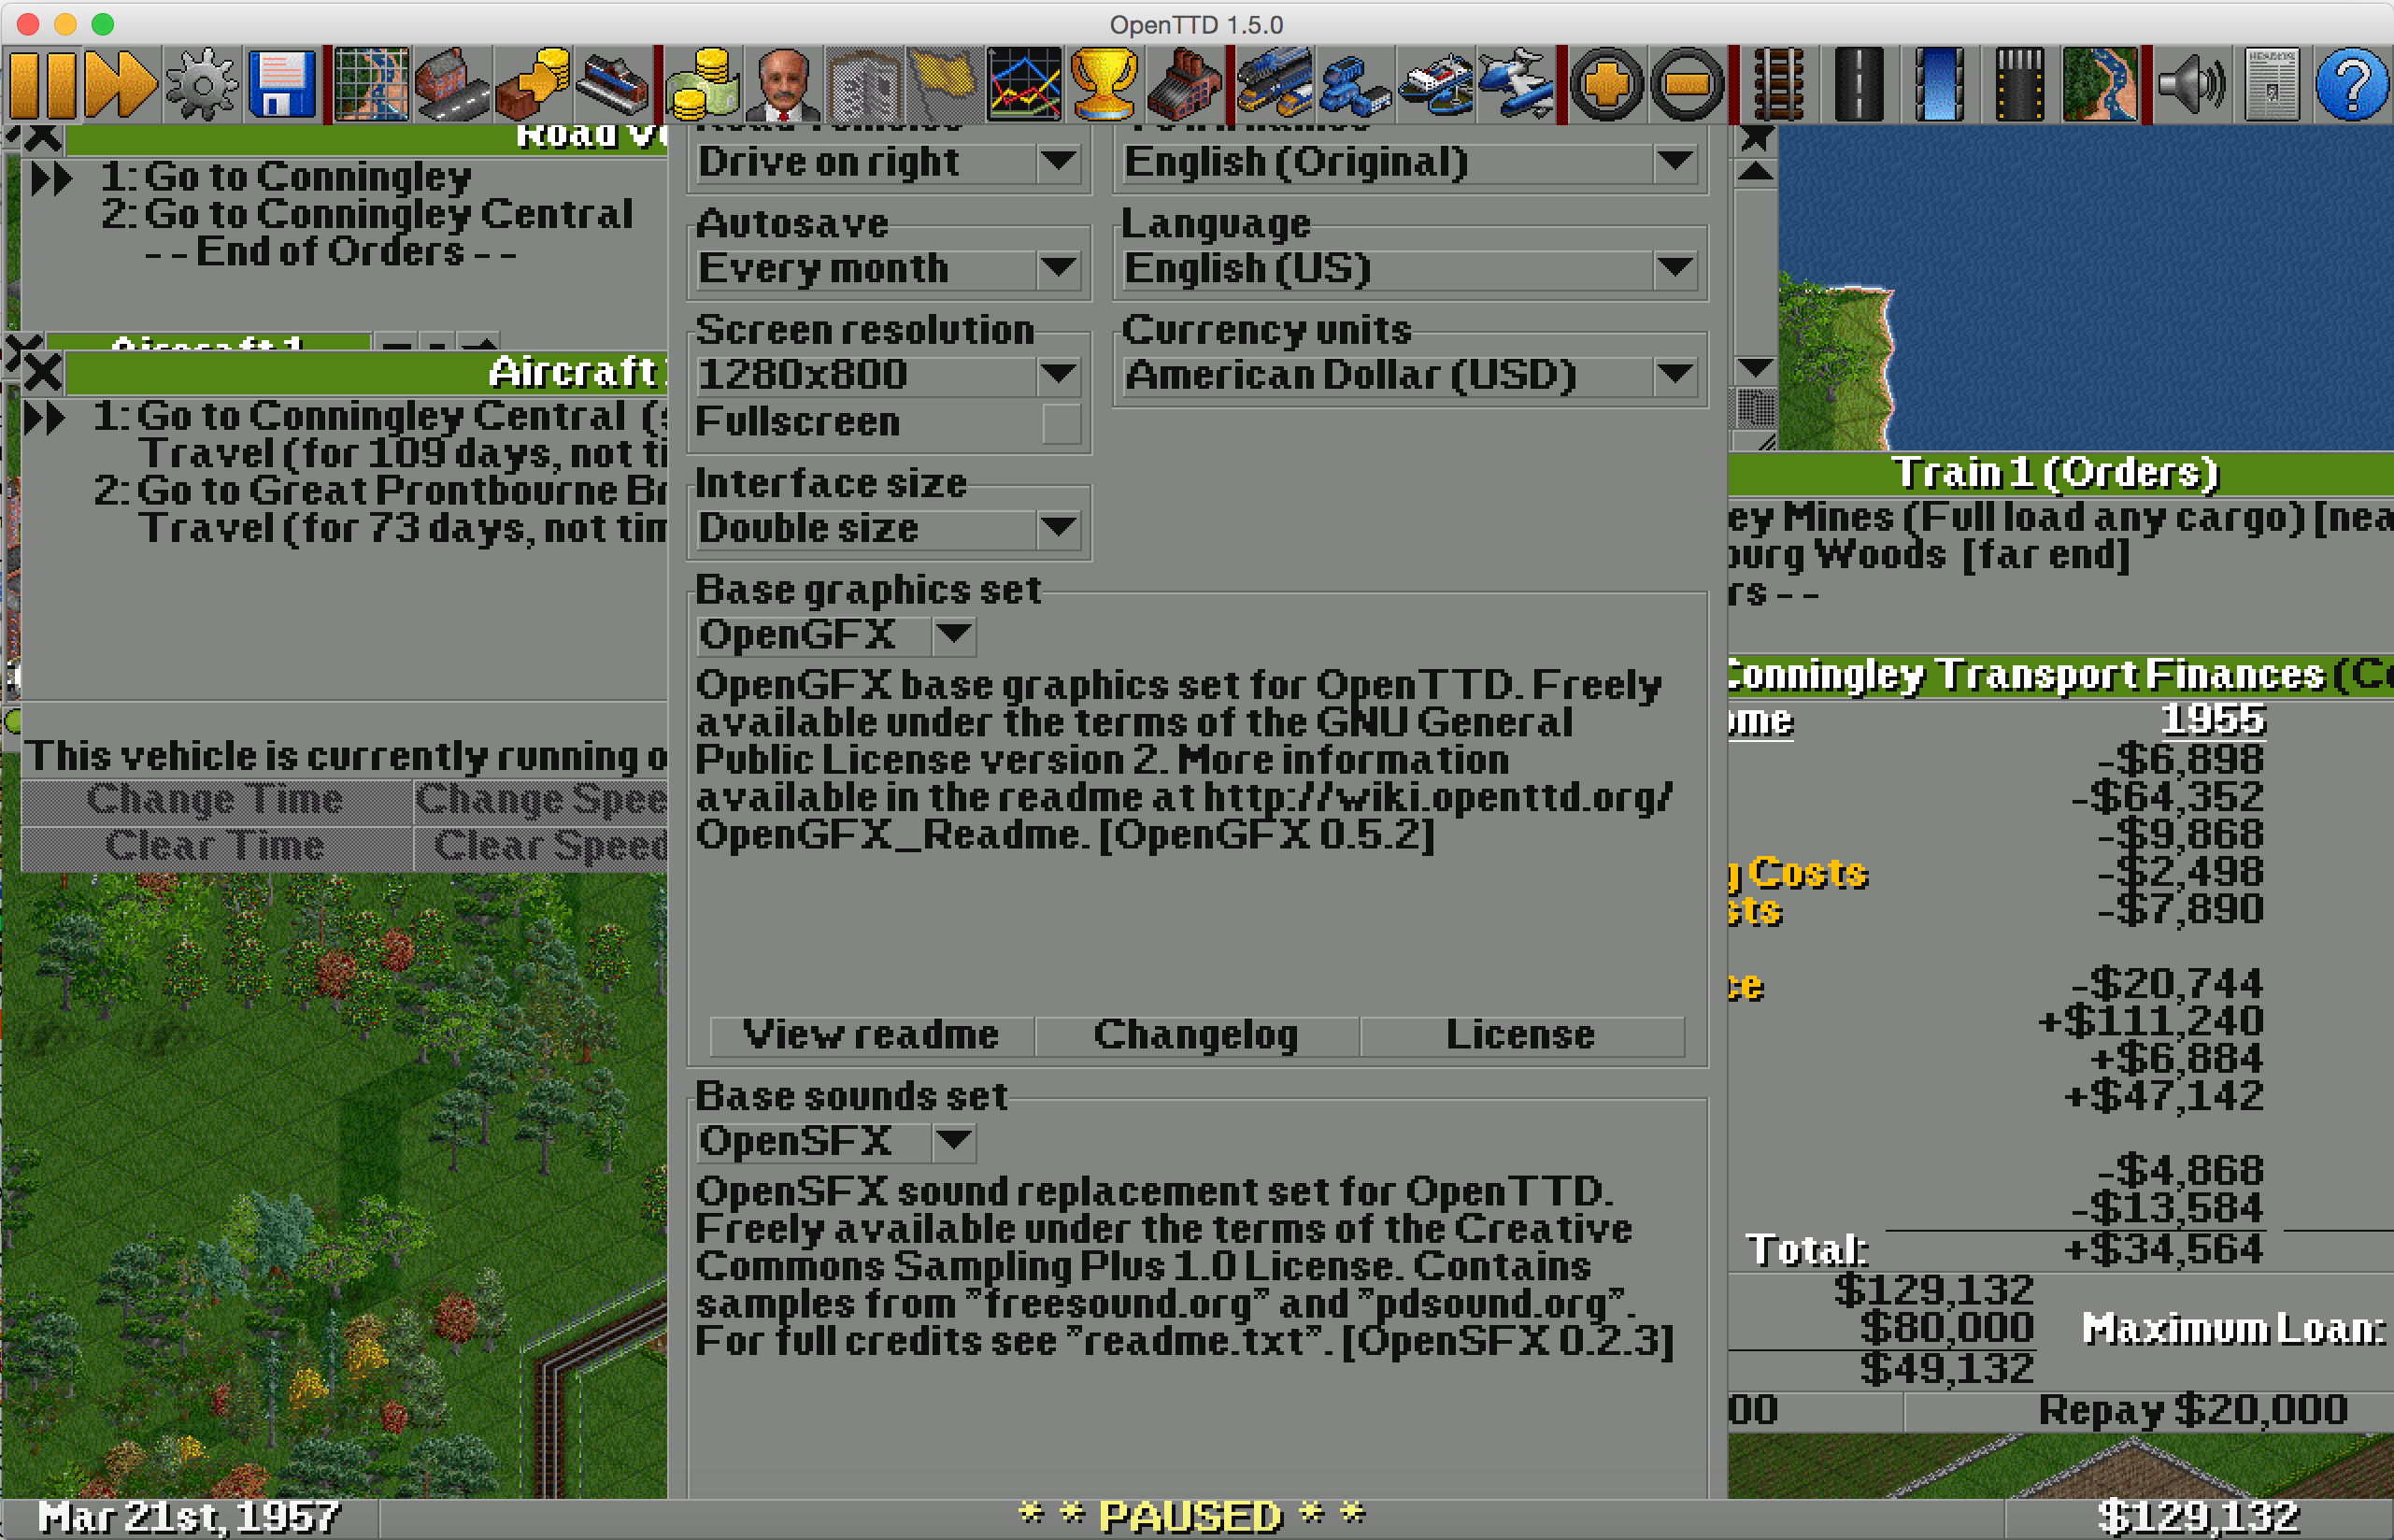 OpenTTD 1.5.0
1: Go to Conningley
2: Go to Conningley Central
- - End of Orders - -
Aircraft 1
Aircraft
1: Go to Conningley Central
Travel (for 109 days, not
2: Go to Great Prontbourne
Travel (for 73 days, not
This vehicle is currently running
Change Time
Change
Clear Time
Clear Speed
Drive on right
Autosave
Every month
Screen resolution
1280x800
Fullscreen
Interface size
Double size
English (Original)
Language
English (US)
Currency units
American Dollar (USD)
Base graphics set
OpenGFX
OpenGFX base graphics set for OpenTTD. Freely
available under the terms of the GNU General
Public License version 2. More information
available in the readme at http://wiki.openttd.org/
OpenGFX_Readme. [OpenGFX 0.5.2]
View readme
Changelog
License
Base sounds set
OpenSFX
OpenSFX sound replacement set for OpenTTD.
Freely available under the terms of the Creative
Commons Sampling Plus 1.0 License. Contains
samples from "freesound.org" and "pdsound.org".
For full credits see "readme.txt". [OpenSFX 0.2.3]
Train 1 (Orders)
Mines (Full load any cargo)
Woods [far end]
Conningley Transport Finances
1955
-$6,898
-$64,352
-$9,868
Costs -$2,498
-$7,890
-$20,744
+$111,240
+$6,884
+$47,142
-$4,868
-$13,584
Total: +$34,564
$129,132
$80,000
Maximum Loan:
$49,132
Repay $20,000
Mar 21st, 1957
* * PAUSED * *
$129,132